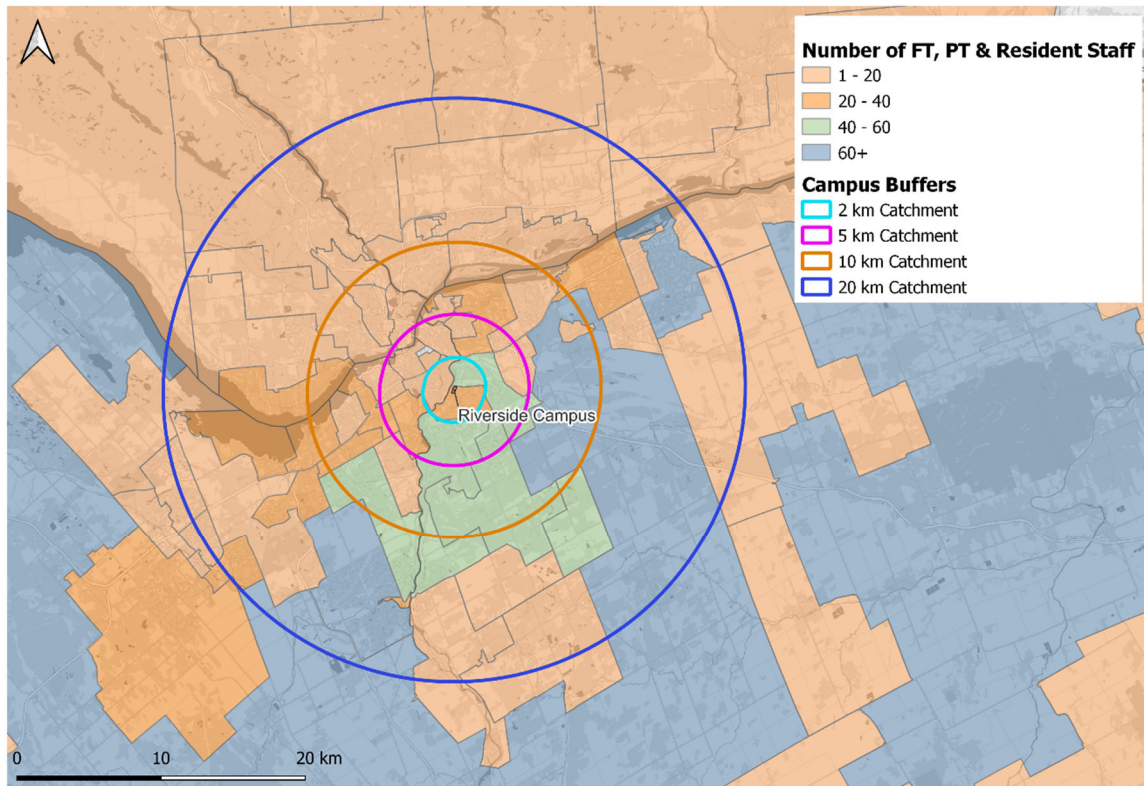 Number of FT, PT & Resident Staff
1 - 20
20 - 40
40 - 60
60+
Campus Buffers
2 km Catchment
5 km Catchment
10 km Catchment
20 km Catchment
Riverside Campus
0 10 20 km